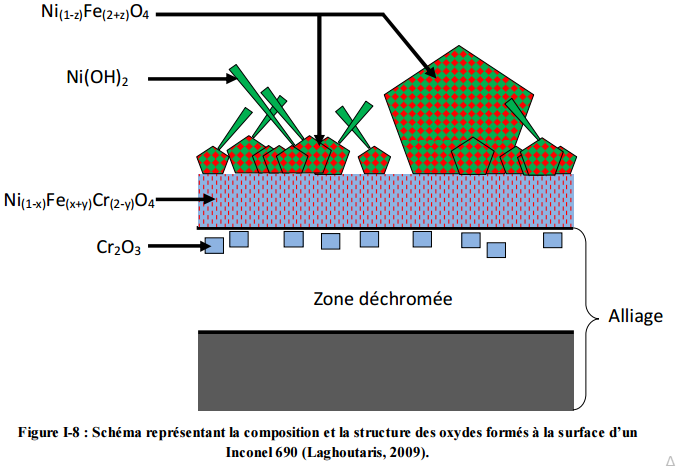 Ni(1-z)Fe(2+z)O4
Ni(OH)2
Ni(1-x)Fe(x+y)Cr(2-y)O4
Cr2O3
Zone déchromée
Alliage
Figure I-8 : Schéma représentant la composition et la structure des oxydes formés à la surface d’un
Inconel 690 (Laghoutaris, 2009).